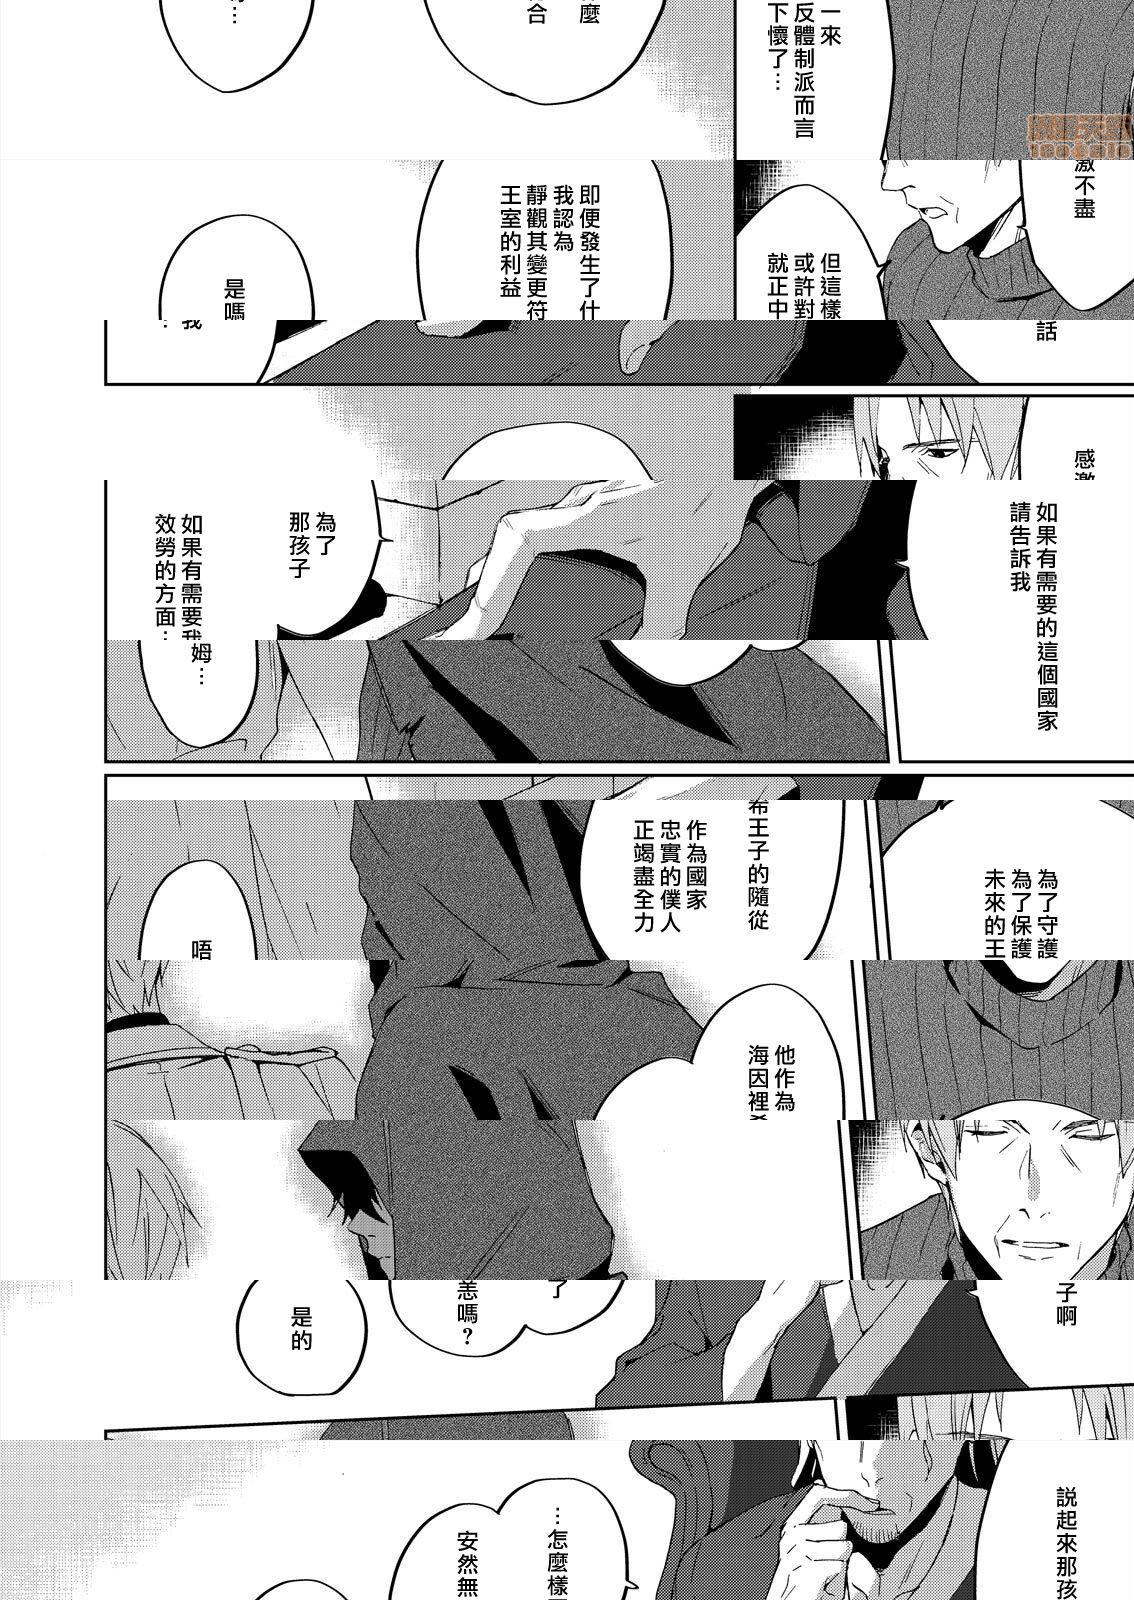 説起來那孩子啊
…怎麼樣了
安然無恙嗎?
是的
他作為
海因裡希王子的隨從
作為國家
忠實的僕人
正竭盡全力
唔姆…
為了守護這個國家
為了保護
未來的王
如果有需要的話
請告訴我
為了
那孩子
如果有需要我
效勞的方面…
感激不盡
但這樣一來
或許對反體制派而言
就正中下懷了…
即便發生了什麼
我認為
靜觀其變更符合
王室的利益
是嗎…